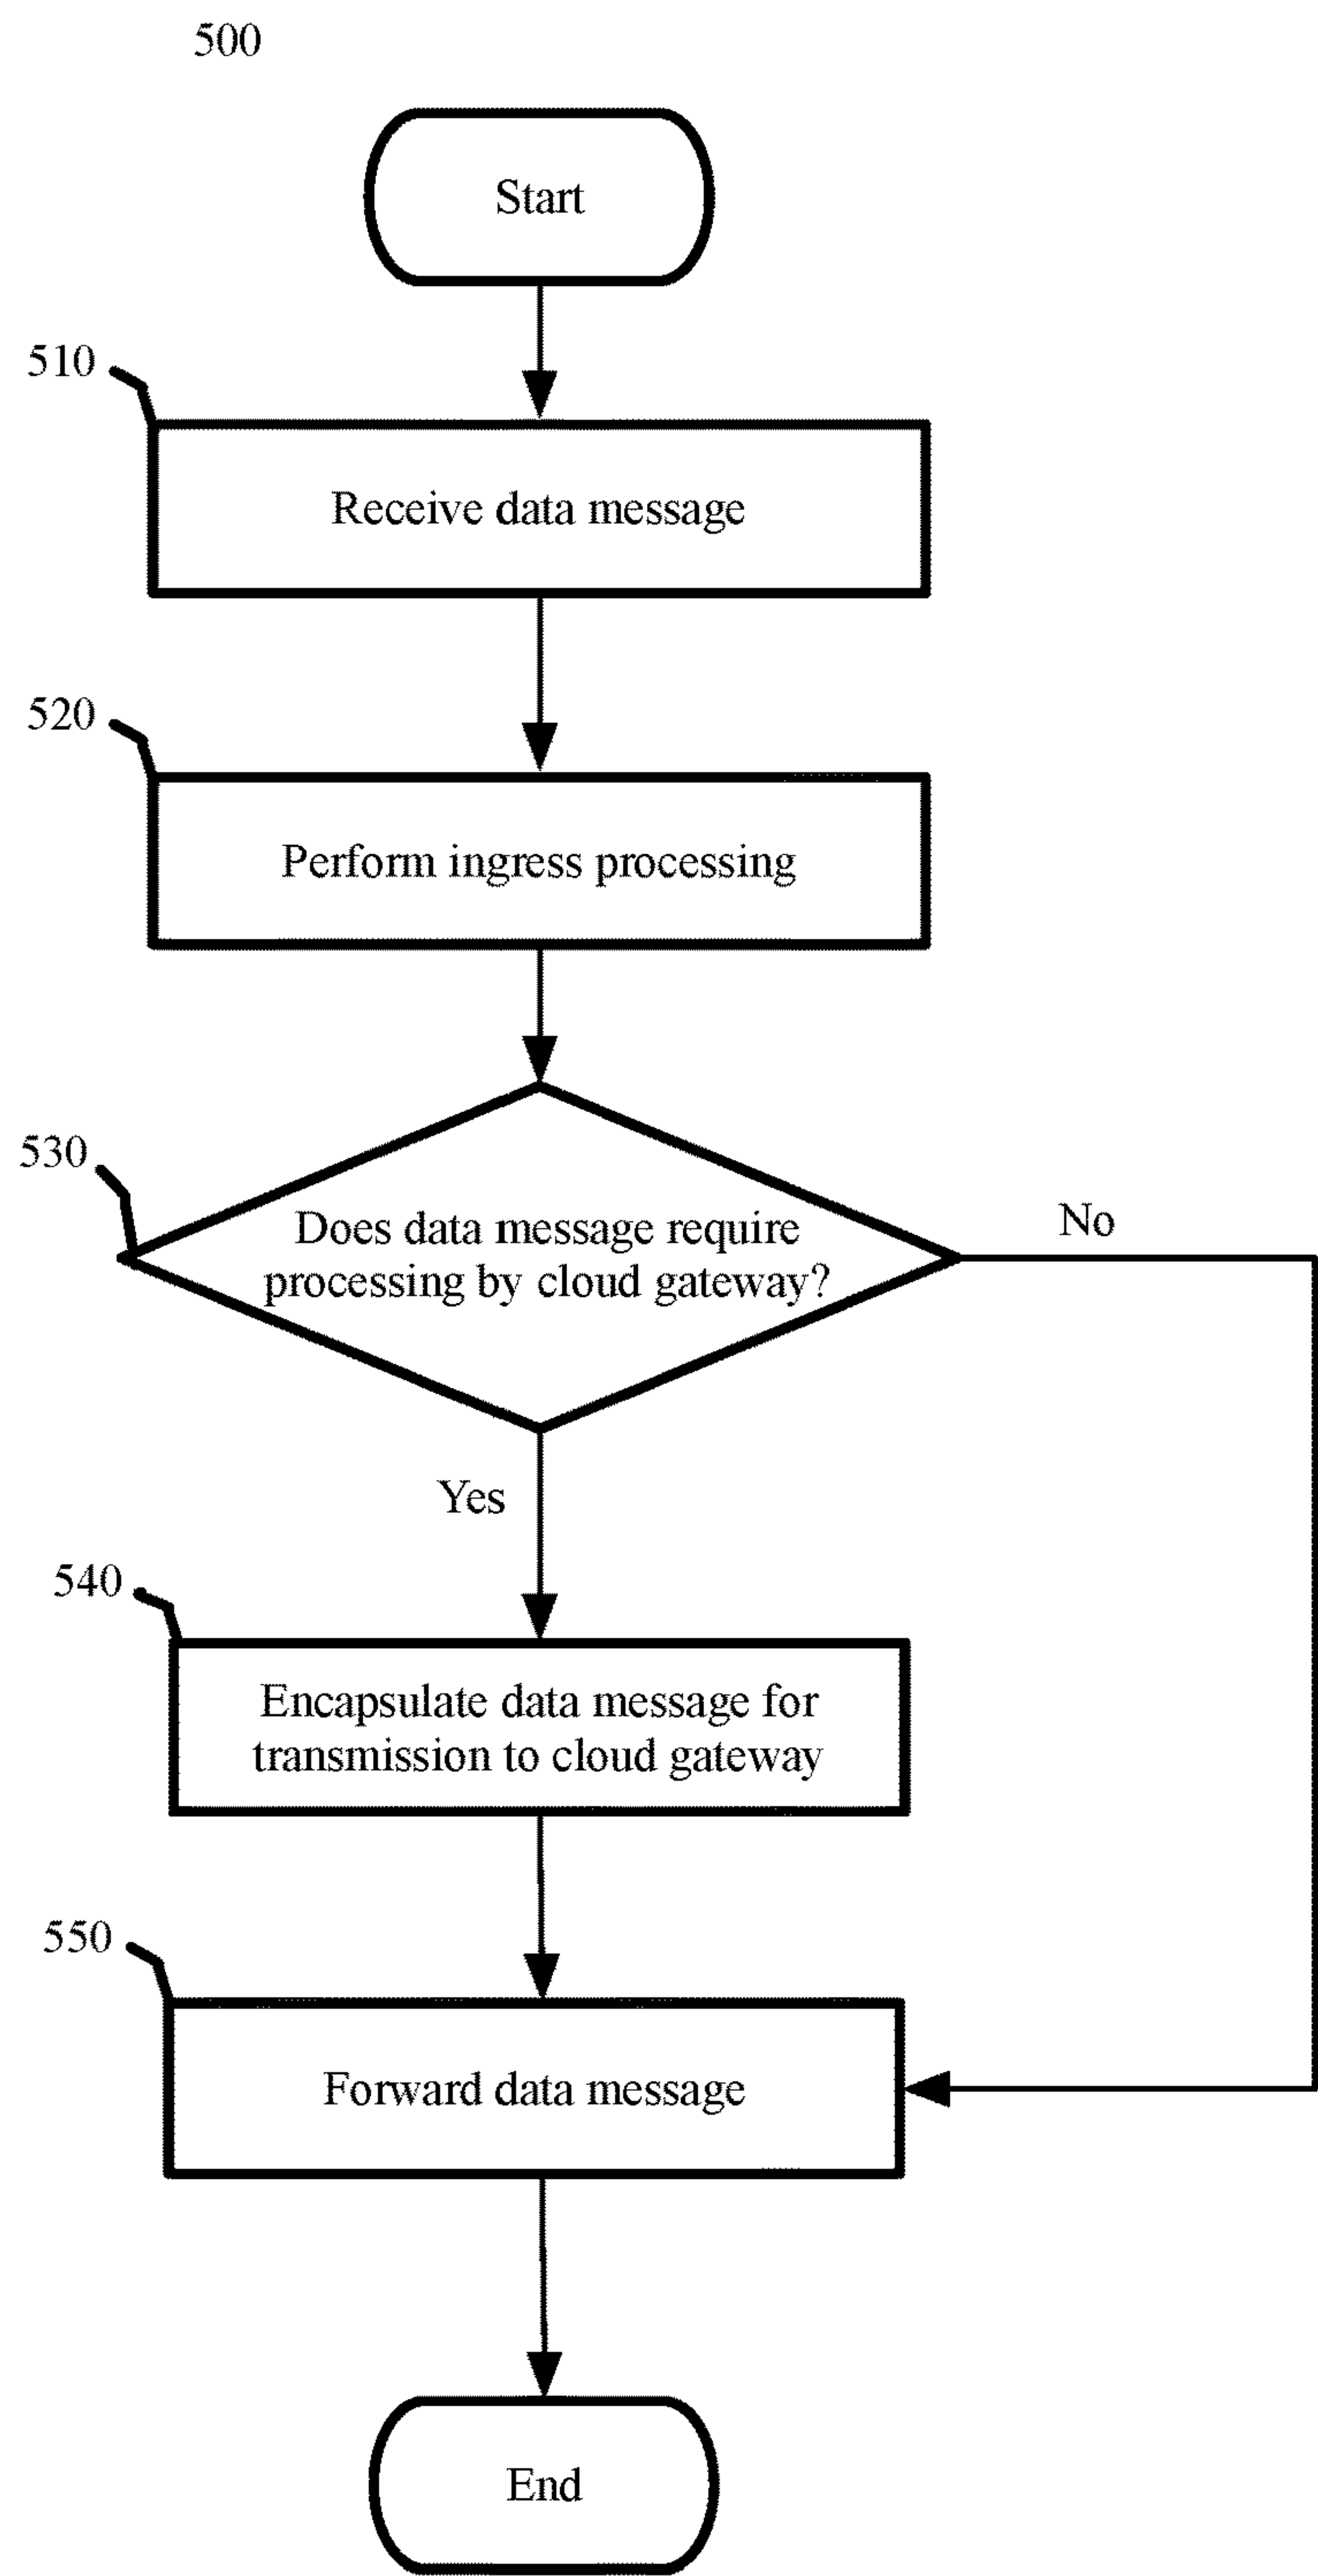 500
Start
510
Receive data message
520
Perform ingress processing
530
Does data message require
processing by cloud gateway?
No
Yes
540
Encapsulate data message for
transmission to cloud gateway
550
Forward data message
End